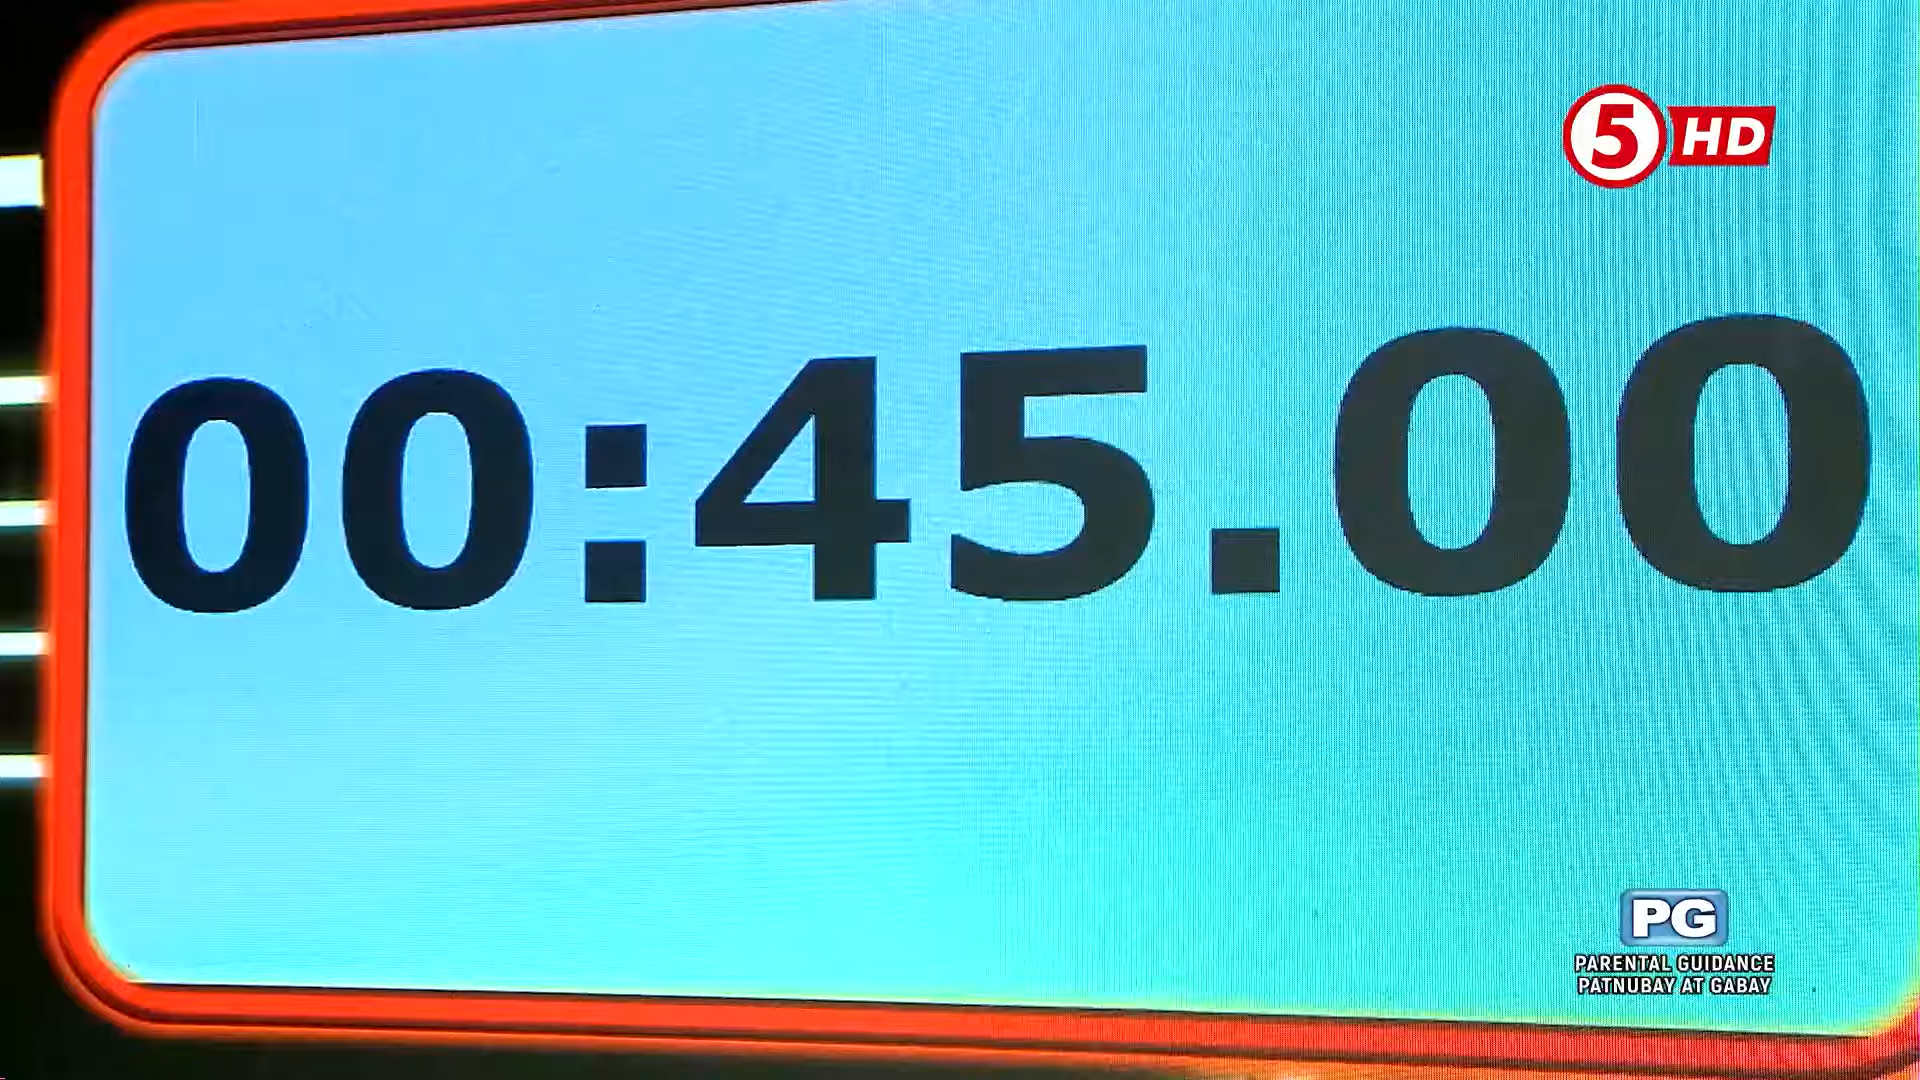 5 HD
00:45.00
PG
PARENTAL GUIDANCE
PATNUBAY AT GABAY